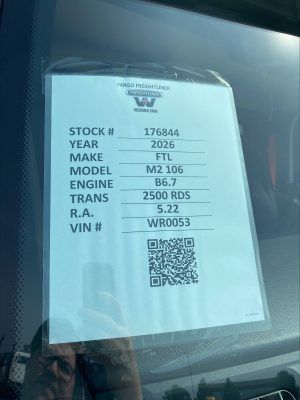 FARGO FREIGHTLINER
FREIGHTLINER
WESTERN STAR
STOCK # 176844
YEAR 2026
MAKE FTL
MODEL M2 106
ENGINE B6.7
TRANS 2500 RDS
R.A. 5.22
VIN # WR0053